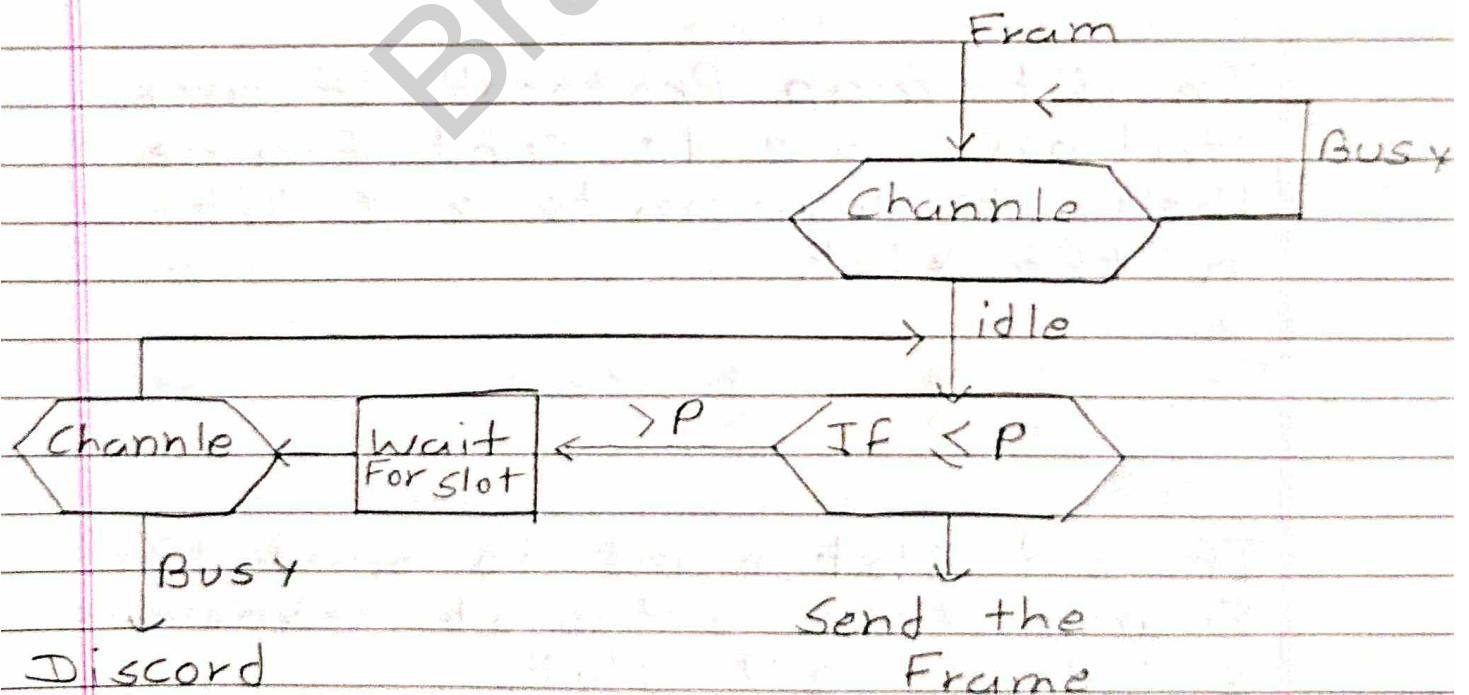 Fram
Busy
Channle
idle
Channle
Wait
For slot
>P
If ≤ P
Busy
Send the
Frame
Discord